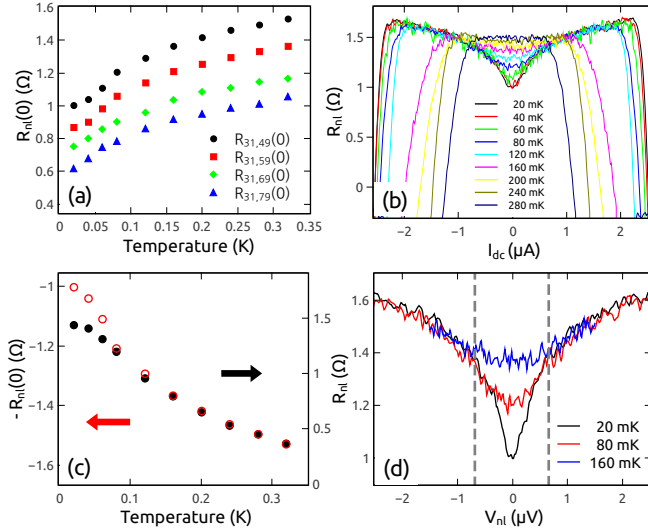 1.6
1.4
1.2
1
0.8
0.6
0.4
R_nl(0) (Ω)
R_31,49(0)
R_31,59(0)
R_31,69(0)
R_31,79(0)
(a)
0 0.05 0.1 0.15 0.2 0.25 0.3 0.35
Temperature (K)
1.5
1
0.5
0
R_nl (Ω)
20 mK
40 mK
60 mK
80 mK
120 mK
160 mK
200 mK
240 mK
280 mK
(b)
−2 −1 0 1 2
I_dc (μA)
−1
−1.2
−1.4
−1.6
- R_nl(0) (Ω)
1.5
1
0.5
0
(c)
0 0.1 0.2 0.3
Temperature (K)
1.6
1.4
1.2
1
R_nl (Ω)
20 mK
80 mK
160 mK
(d)
−2 −1 0 1 2
V_nl (μV)